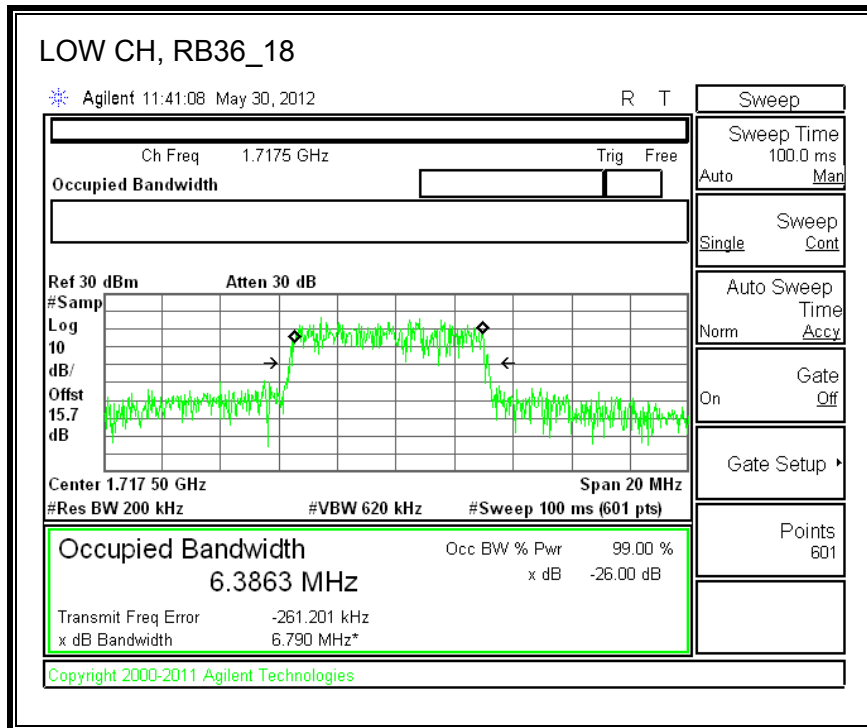 LOW CH, RB36_18
Agilent 11:41:08 May 30, 2012 R T
Ch Freq 1.7175 GHz Trig Free
Occupied Bandwidth
Ref 30 dBm Atten 30 dB
#Samp
Log
10
dB/
Offst
15.7
dB
Center 1.717 50 GHz Span 20 MHz
#Res BW 200 kHz #VBW 620 kHz #Sweep 100 ms (601 pts)
Occupied Bandwidth
6.3863 MHz
Occ BW % Pwr 99.00 %
x dB -26.00 dB
Transmit Freq Error -261.201 kHz
x dB Bandwidth 6.790 MHz*
Copyright 2000-2011 Agilent Technologies
Sweep
Sweep Time
100.0 ms
Auto Man
Sweep
Single Cont
Auto Sweep
Time
Norm Accy
Gate
On Off
Gate Setup
Points
601